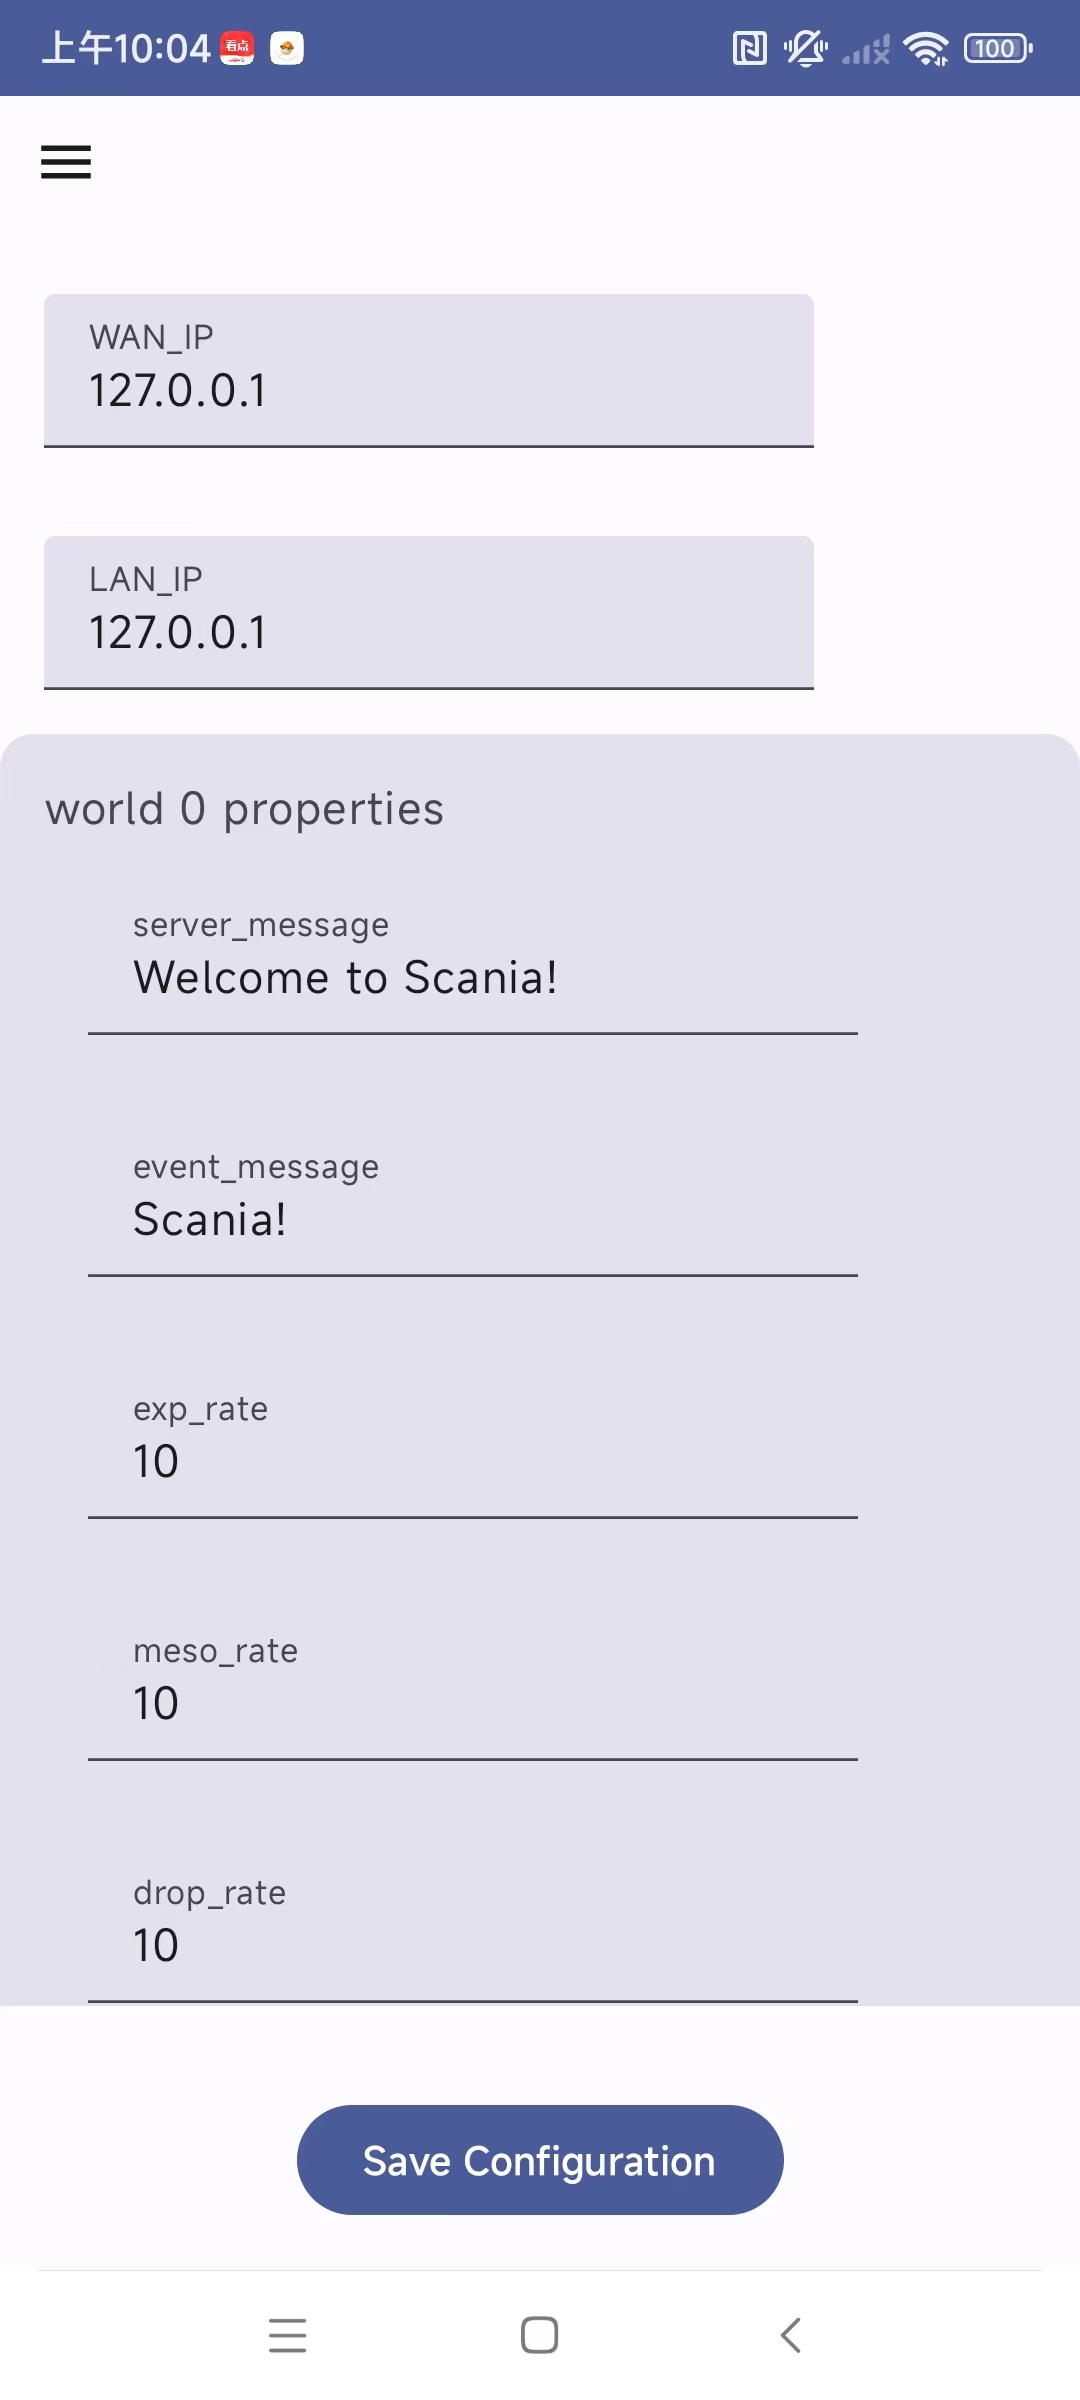 上午10:04 看点 100
WAN_IP
127.0.0.1
LAN_IP
127.0.0.1
world 0 properties
server_message
Welcome to Scania!
event_message
Scania!
exp_rate
10
meso_rate
10
drop_rate
10
Save Configuration